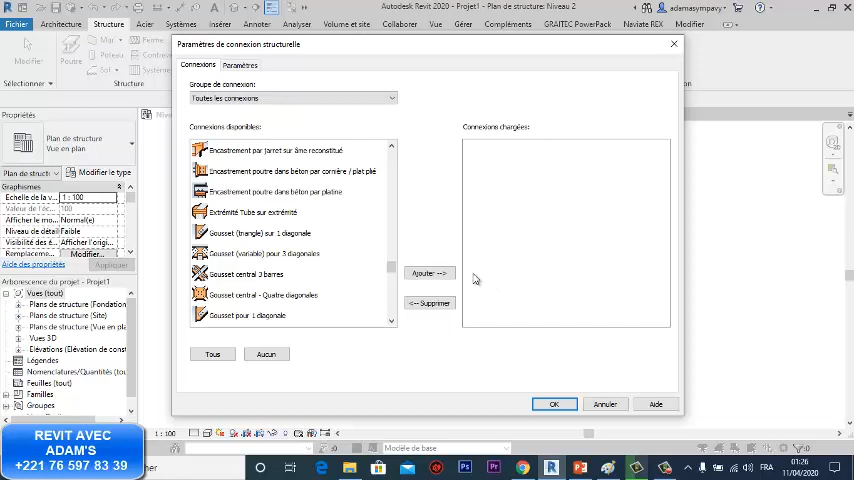 Autodesk Revit 2020 - Projet1 - Plan de structure: Niveau 2
adamasympavy
Fichier Architecture Structure Acier Systèmes Insérer Annoter Analyser Volume et site Collaborer Vue Gérer Compléments GRAITEC PowerPack Naviate REX Modifier
Modifier
Poutre
Mur
Poteau
Sol
Ferme
Contreve
Système
Sélectionner
Structure
Propriétés
Plan de structure
Vue en plan
Plan de struct
Modifier le type
Graphismes
Echelle de la v...
1 : 100
Valeur de l'éc...
100
Afficher le mo...
Normal(e)
Niveau de détail
Faible
Visibilité des é...
Afficher l'origi...
Remplaceme...
Modifier...
Aide des propriétés
Appliquer
Arborescence du projet - Projet1
Vues (tout)
Plans de structure (Fondation
Plans de structure (Site)
Plans de structure (Vue en pla
Vues 3D
Elévations (Elévation de const
Légendes
Nomenclatures/Quantités (tout)
Feuilles (tout)
Familles
Groupes
Paramètres de connexion structurelle
Connexions
Paramètres
Groupe de connexion:
Toutes les connexions
Connexions disponibles:
Connexions chargées:
Encastrement par jarret sur âme reconstitué
Encastrement poutre dans béton par cornière / plat plié
Encastrement poutre dans béton par platine
Extrémité Tube sur extrémité
Gousset (triangle) sur 1 diagonale
Gousset (variable) pour 3 diagonales
Gousset central 3 barres
Gousset central - Quatre diagonales
Gousset pour 1 diagonale
Ajouter -->
<-- Supprimer
Tous
Aucun
OK
Annuler
Aide
1 : 100
:0
Modèle de base
:0
REVIT AVEC
ADAM'S
+221 76 597 83 39
hercher
FRA
01:26
11/04/2020